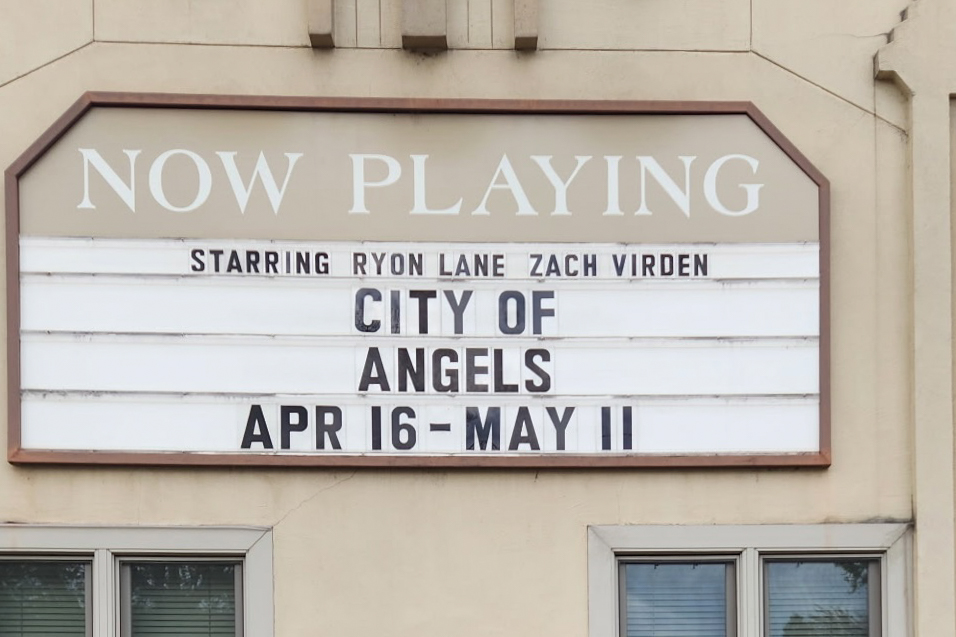 NOW PLAYING
STARRING RYON LANE ZACH VIRDEN
CITY OF
ANGELS
APR 16 - MAY 11